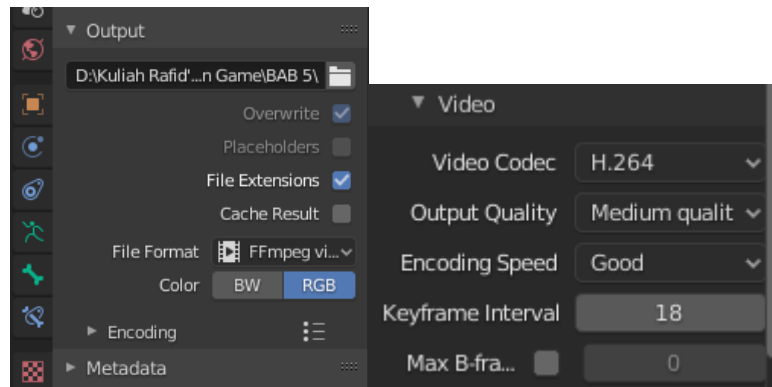 Output
D:\Kuliah Rafid'...n Game\BAB 5\
Overwrite
Placeholders
File Extensions
Cache Result
File Format FFmpeg vi...
Color BW RGB
Encoding
Metadata
Video
Video Codec H.264
Output Quality Medium qualit
Encoding Speed Good
Keyframe Interval 18
Max B-fra... 0